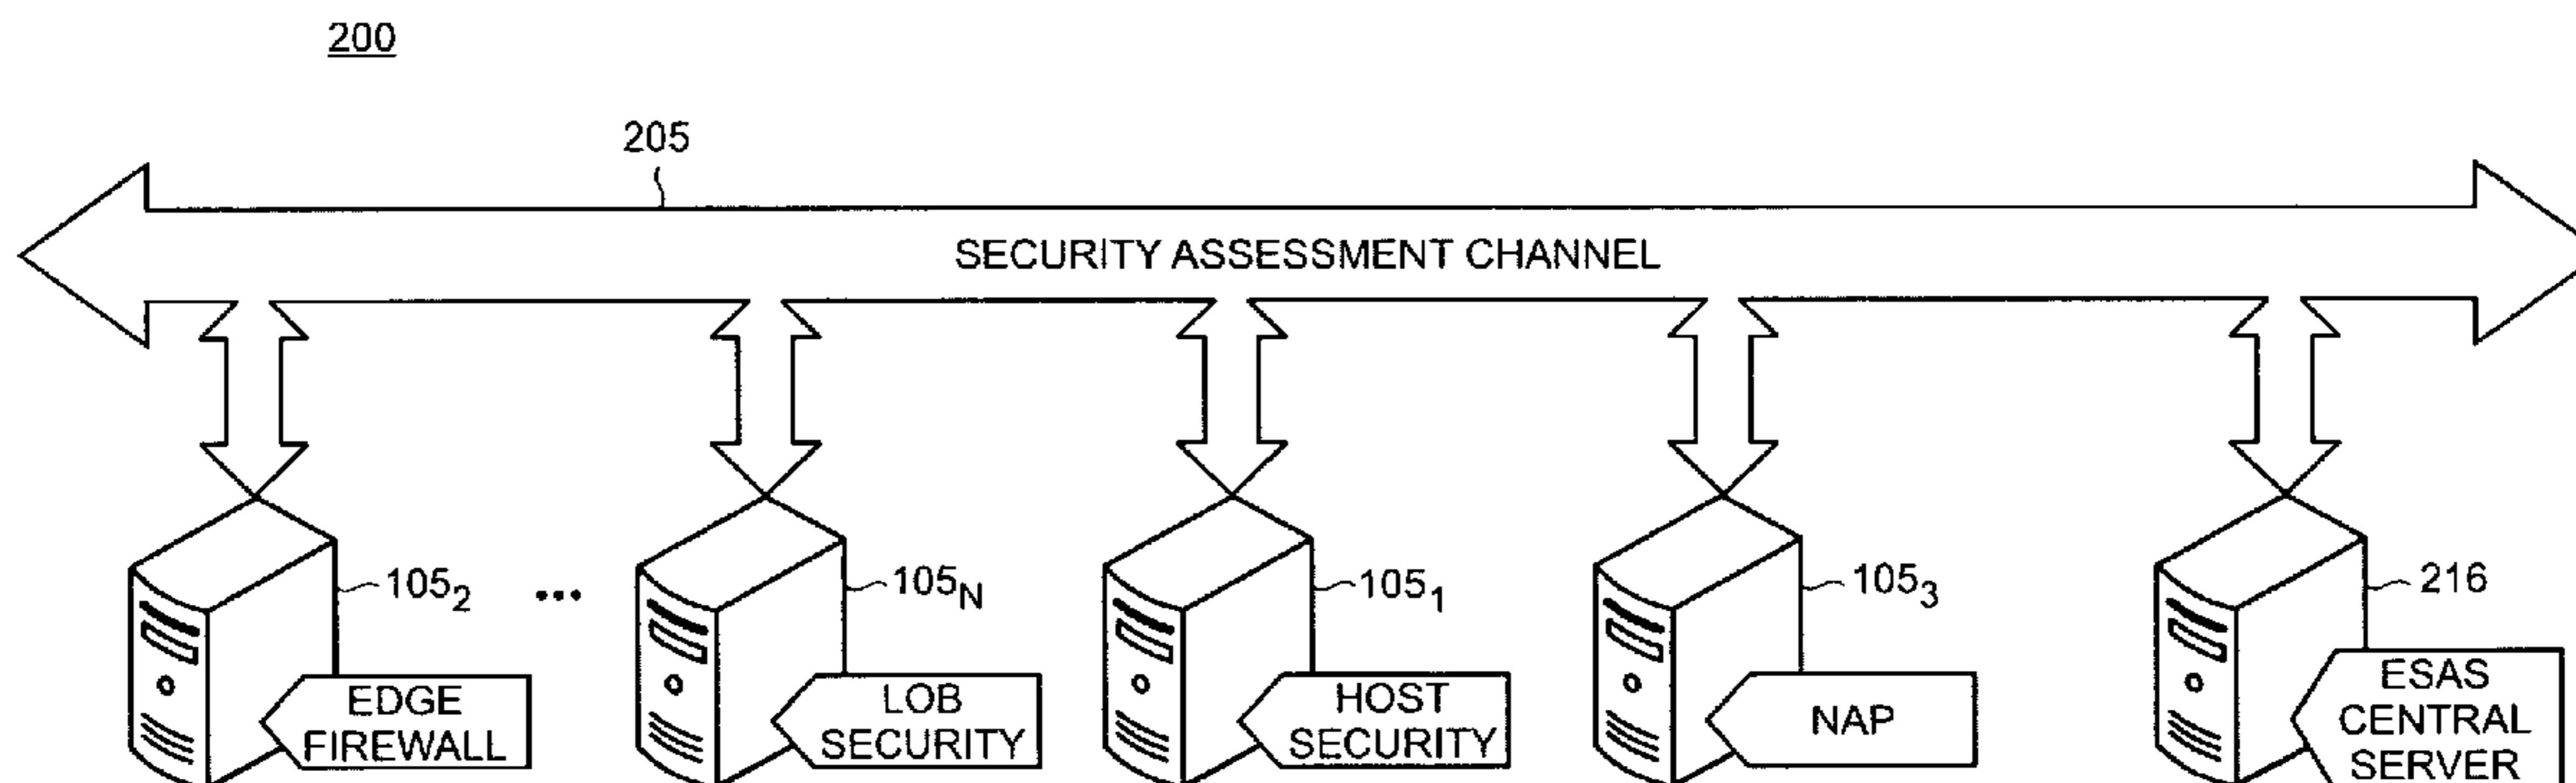 200
205
SECURITY ASSESSMENT CHANNEL
105₂
...
105_N
105₁
105₃
216
EDGE
FIREWALL
LOB
SECURITY
HOST
SECURITY
NAP
ESAS
CENTRAL
SERVER